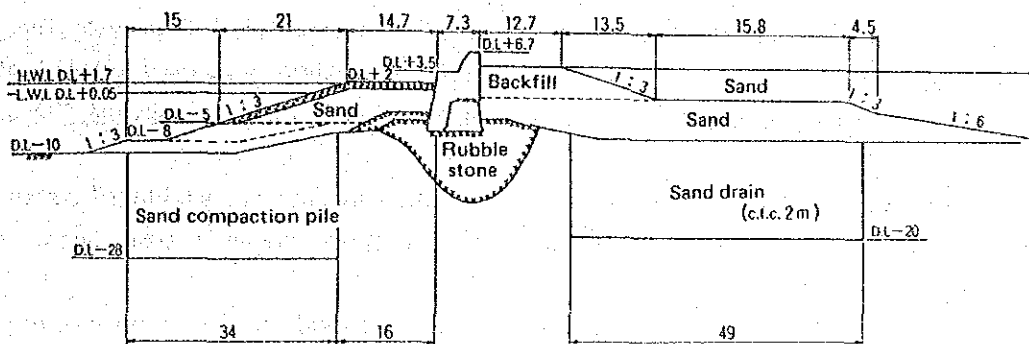 15 21 14.7 7.3 12.7 13.5 15.8 4.5
D.L+6.7
D.L+3.5
H.W.L D.L+1.7
D.L+2
L.W.L D.L+0.05
Backfill
1 : 3
Sand
1 : 3
Sand
D.L-5
1 : 3
Sand
1 : 6
D.L-8
1 : 3
D.L-10
Rubble
stone
Sand compaction pile
Sand drain
(c.t.c. 2m)
D.L-20
D.L-28
34 16 49